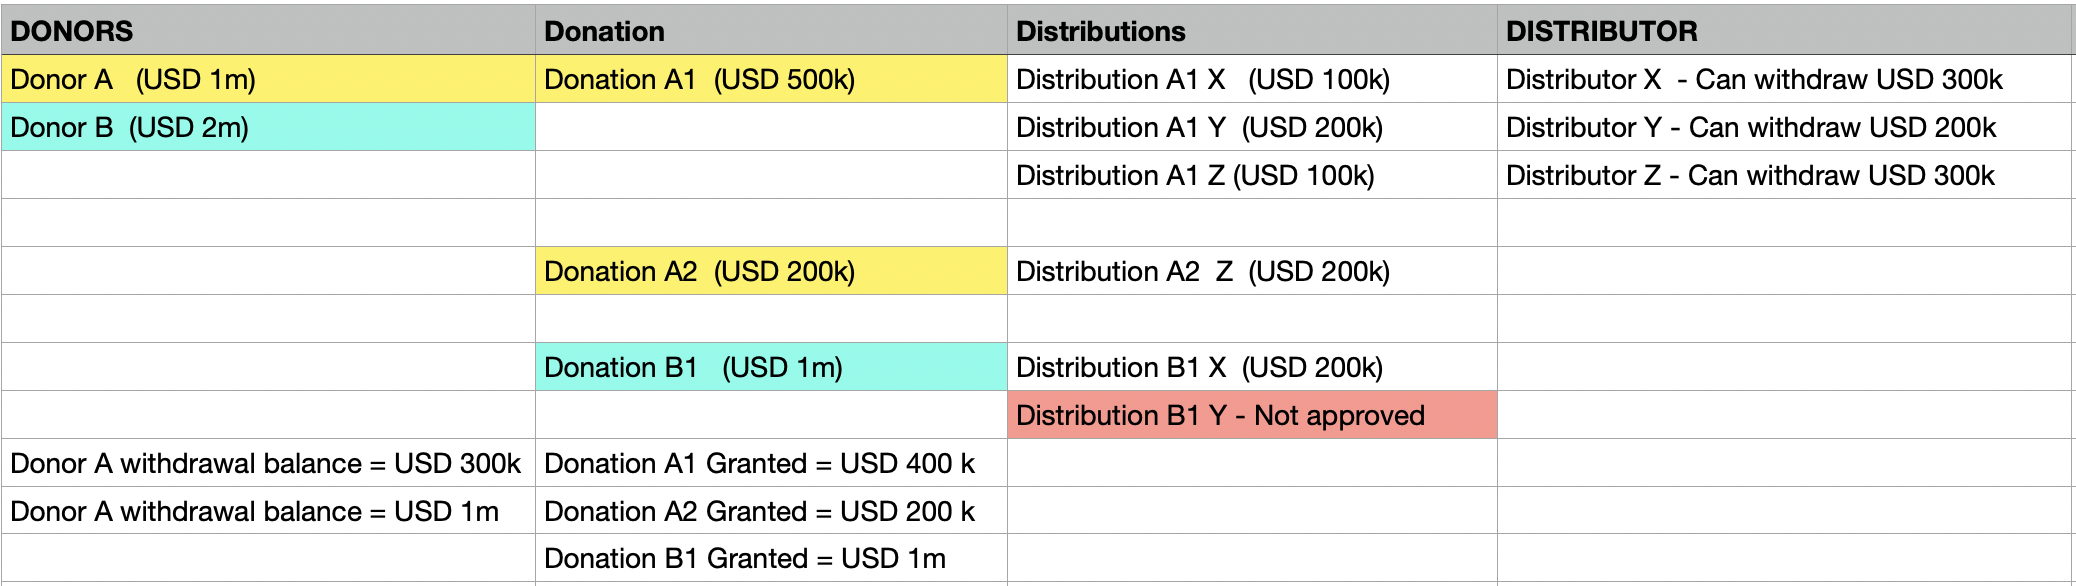 DONORS Donation Distributions DISTRIBUTOR
Donor A (USD 1m) Donation A1 (USD 500k) Distribution A1 X (USD 100k) Distributor X - Can withdraw USD 300k
Donor B (USD 2m) Distribution A1 Y (USD 200k) Distributor Y - Can withdraw USD 200k
Distribution A1 Z (USD 100k) Distributor Z - Can withdraw USD 300k
Donation A2 (USD 200k) Distribution A2 Z (USD 200k)
Donation B1 (USD 1m) Distribution B1 X (USD 200k)
Distribution B1 Y - Not approved
Donor A withdrawal balance = USD 300k Donation A1 Granted = USD 400 k
Donor A withdrawal balance = USD 1m Donation A2 Granted = USD 200 k
Donation B1 Granted = USD 1m